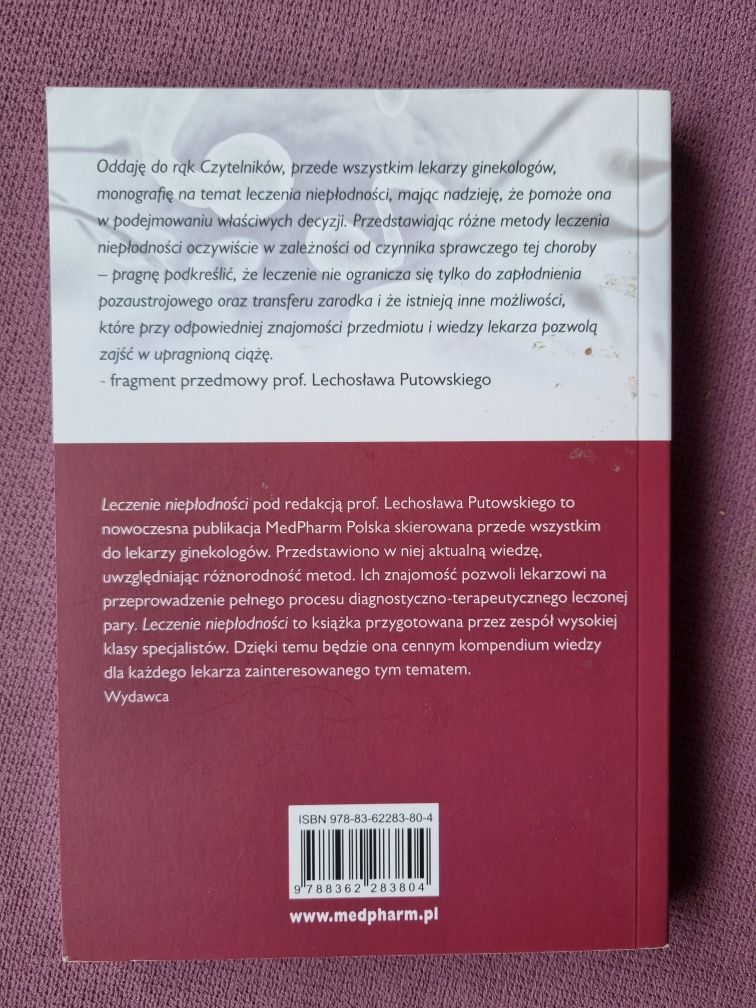 Oddaję do rąk Czytelników, przede wszystkim lekarzy ginekologów,
monografię na temat leczenia niepłodności, mając nadzieję, że pomoże ona
w podejmowaniu właściwych decyzji. Przedstawiając różne metody leczenia
niepłodności oczywiście w zależności od czynnika sprawczego tej choroby
– pragnę podkreślić, że leczenie nie ogranicza się tylko do zapłodnienia
pozaustrojowego oraz transferu zarodka i że istnieją inne możliwości,
które przy odpowiedniej znajomości przedmiotu i wiedzy lekarza pozwolą
zajść w upragnioną ciążę.
- fragment przedmowy prof. Lechosława Putowskiego
Leczenie niepłodności pod redakcją prof. Lechosława Putowskiego to
nowoczesna publikacja MedPharm Polska skierowana przede wszystkim
do lekarzy ginekologów. Przedstawiono w niej aktualną wiedzę,
uwzględniając różnorodność metod. Ich znajomość pozwoli lekarzowi na
przeprowadzenie pełnego procesu diagnostyczno-terapeutycznego leczonej
pary. Leczenie niepłodności to książka przygotowana przez zespół wysokiej
klasy specjalistów. Dzięki temu będzie ona cennym kompendium wiedzy
dla każdego lekarza zainteresowanego tym tematem.
Wydawca
ISBN 978-83-62283-80-4
9 788362 283804
www.medpharm.pl